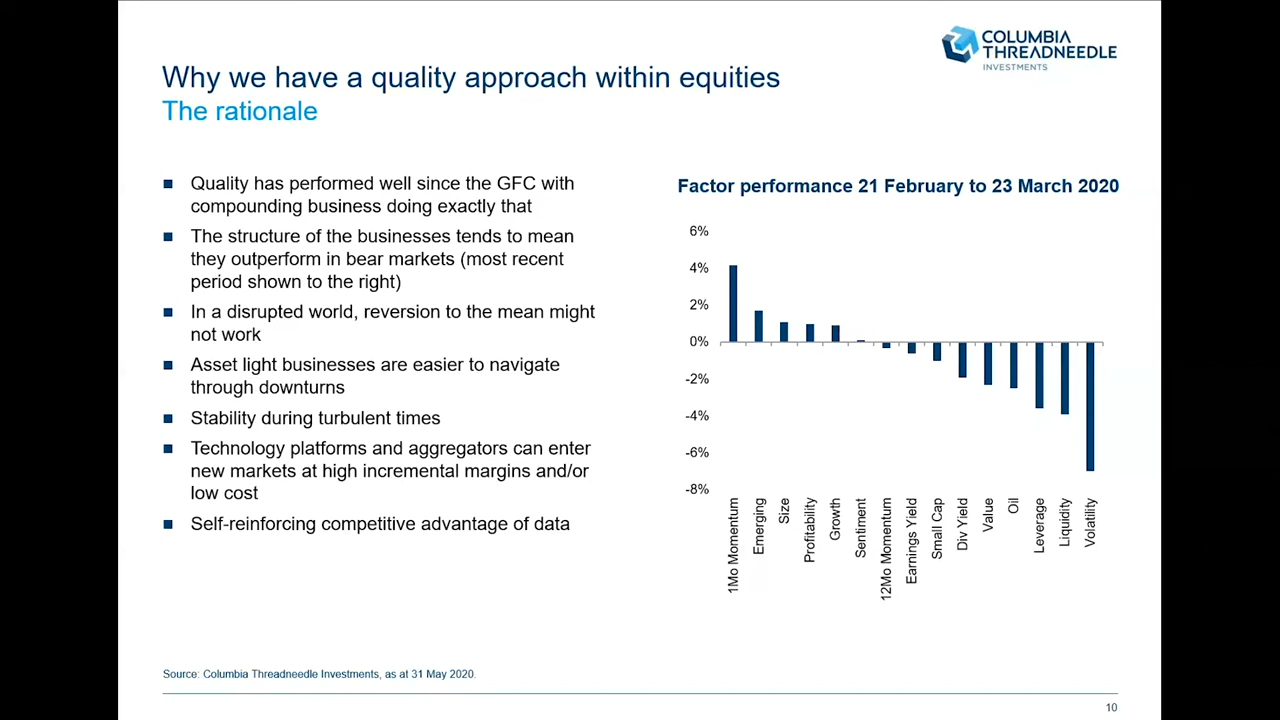 COLUMBIA
THREADNEEDLE
INVESTMENTS
Why we have a quality approach within equities
The rationale
Quality has performed well since the GFC with
compounding business doing exactly that
The structure of the businesses tends to mean
they outperform in bear markets (most recent
period shown to the right)
In a disrupted world, reversion to the mean might
not work
Asset light businesses are easier to navigate
through downturns
Stability during turbulent times
Technology platforms and aggregators can enter
new markets at high incremental margins and/or
low cost
Self-reinforcing competitive advantage of data
Factor performance 21 February to 23 March 2020
6%
4%
2%
0%
-2%
-4%
-6%
-8%
1Mo Momentum
Emerging
Size
Profitability
Growth
Sentiment
12Mo Momentum
Earnings Yield
Small Cap
Div Yield
Value
Oil
Leverage
Liquidity
Volatility
Source: Columbia Threadneedle Investments, as at 31 May 2020.
10